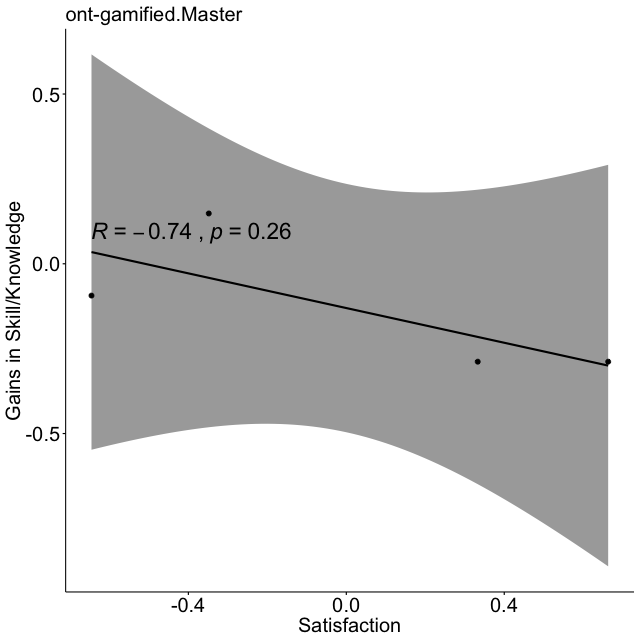 ont-gamified.Master
0.5
R = −0.74 , p = 0.26
0.0
-0.5
Gains in Skill/Knowledge
-0.4 0.0 0.4
Satisfaction